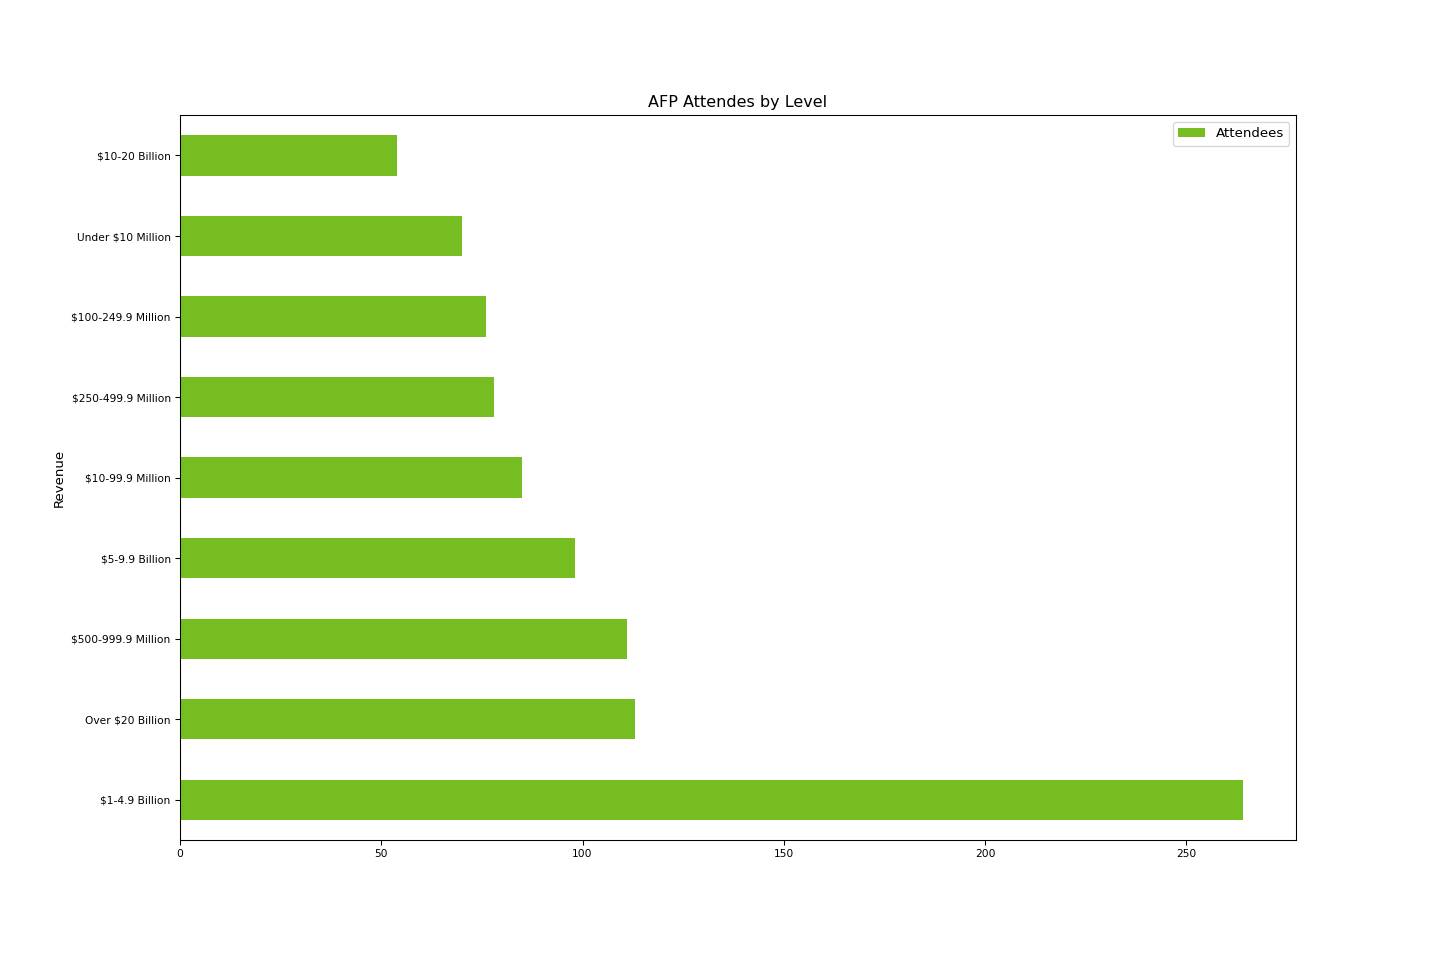 AFP Attendes by Level
Attendees
$10-20 Billion
Under $10 Million
$100-249.9 Million
$250-499.9 Million
$10-99.9 Million
$5-9.9 Billion
$500-999.9 Million
Over $20 Billion
$1-4.9 Billion
Revenue
0 50 100 150 200 250